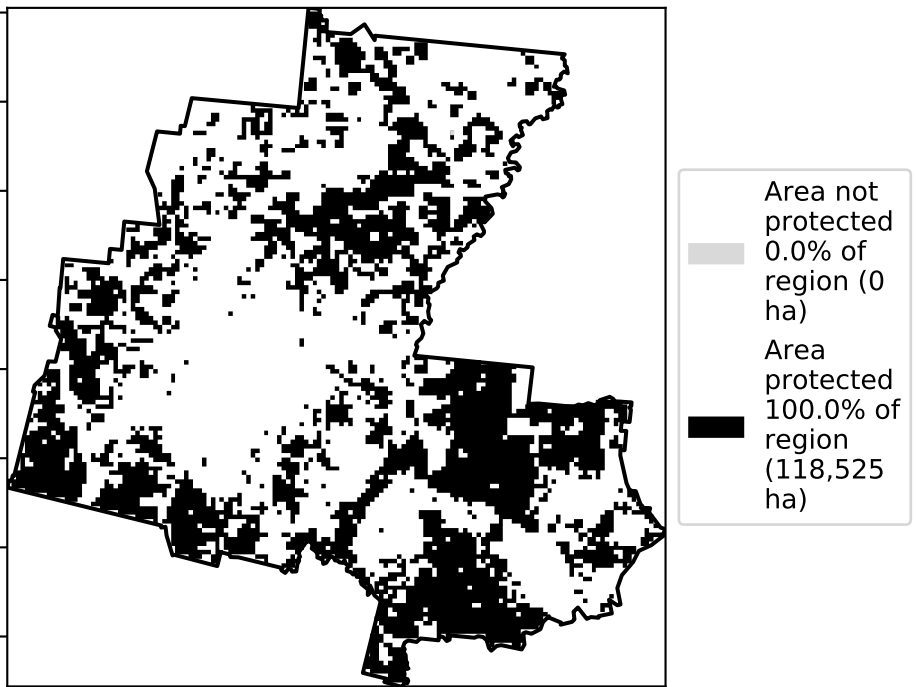 Area not
protected
0.0% of
region (0
ha)
Area
protected
100.0% of
region
(118,525
ha)